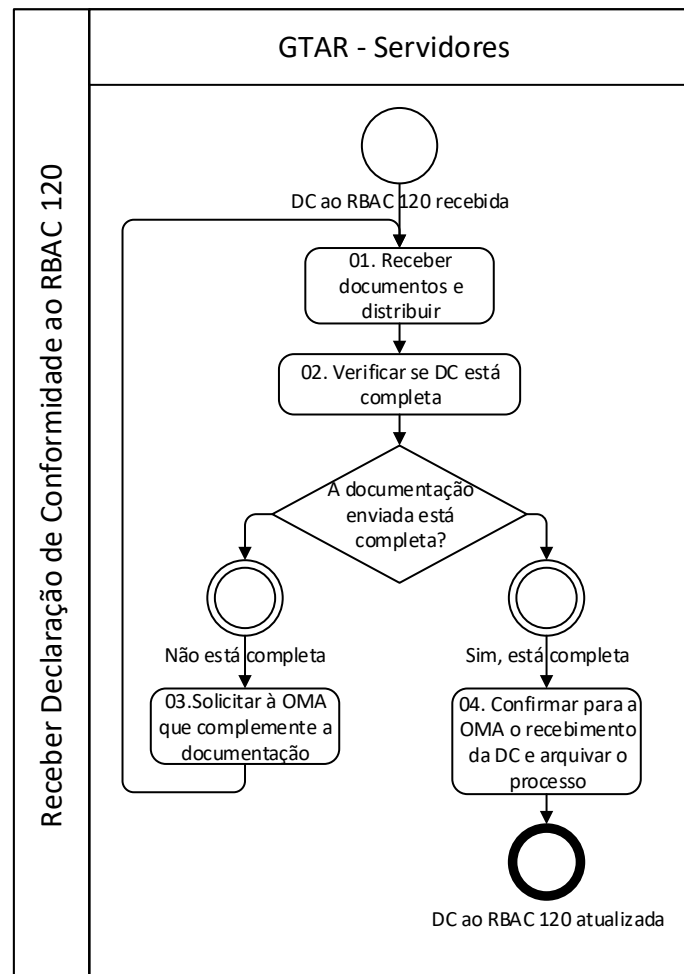 Receber Declaração de Conformidade ao RBAC 120
GTAR - Servidores
DC ao RBAC 120 recebida
01. Receber
documentos e
distribuir
02. Verificar se DC está
completa
A documentação
enviada está
completa?
Não está completa
Sim, está completa
03.Solicitar à OMA
que complemente a
documentação
04. Confirmar para a
OMA o recebimento
da DC e arquivar o
processo
DC ao RBAC 120 atualizada